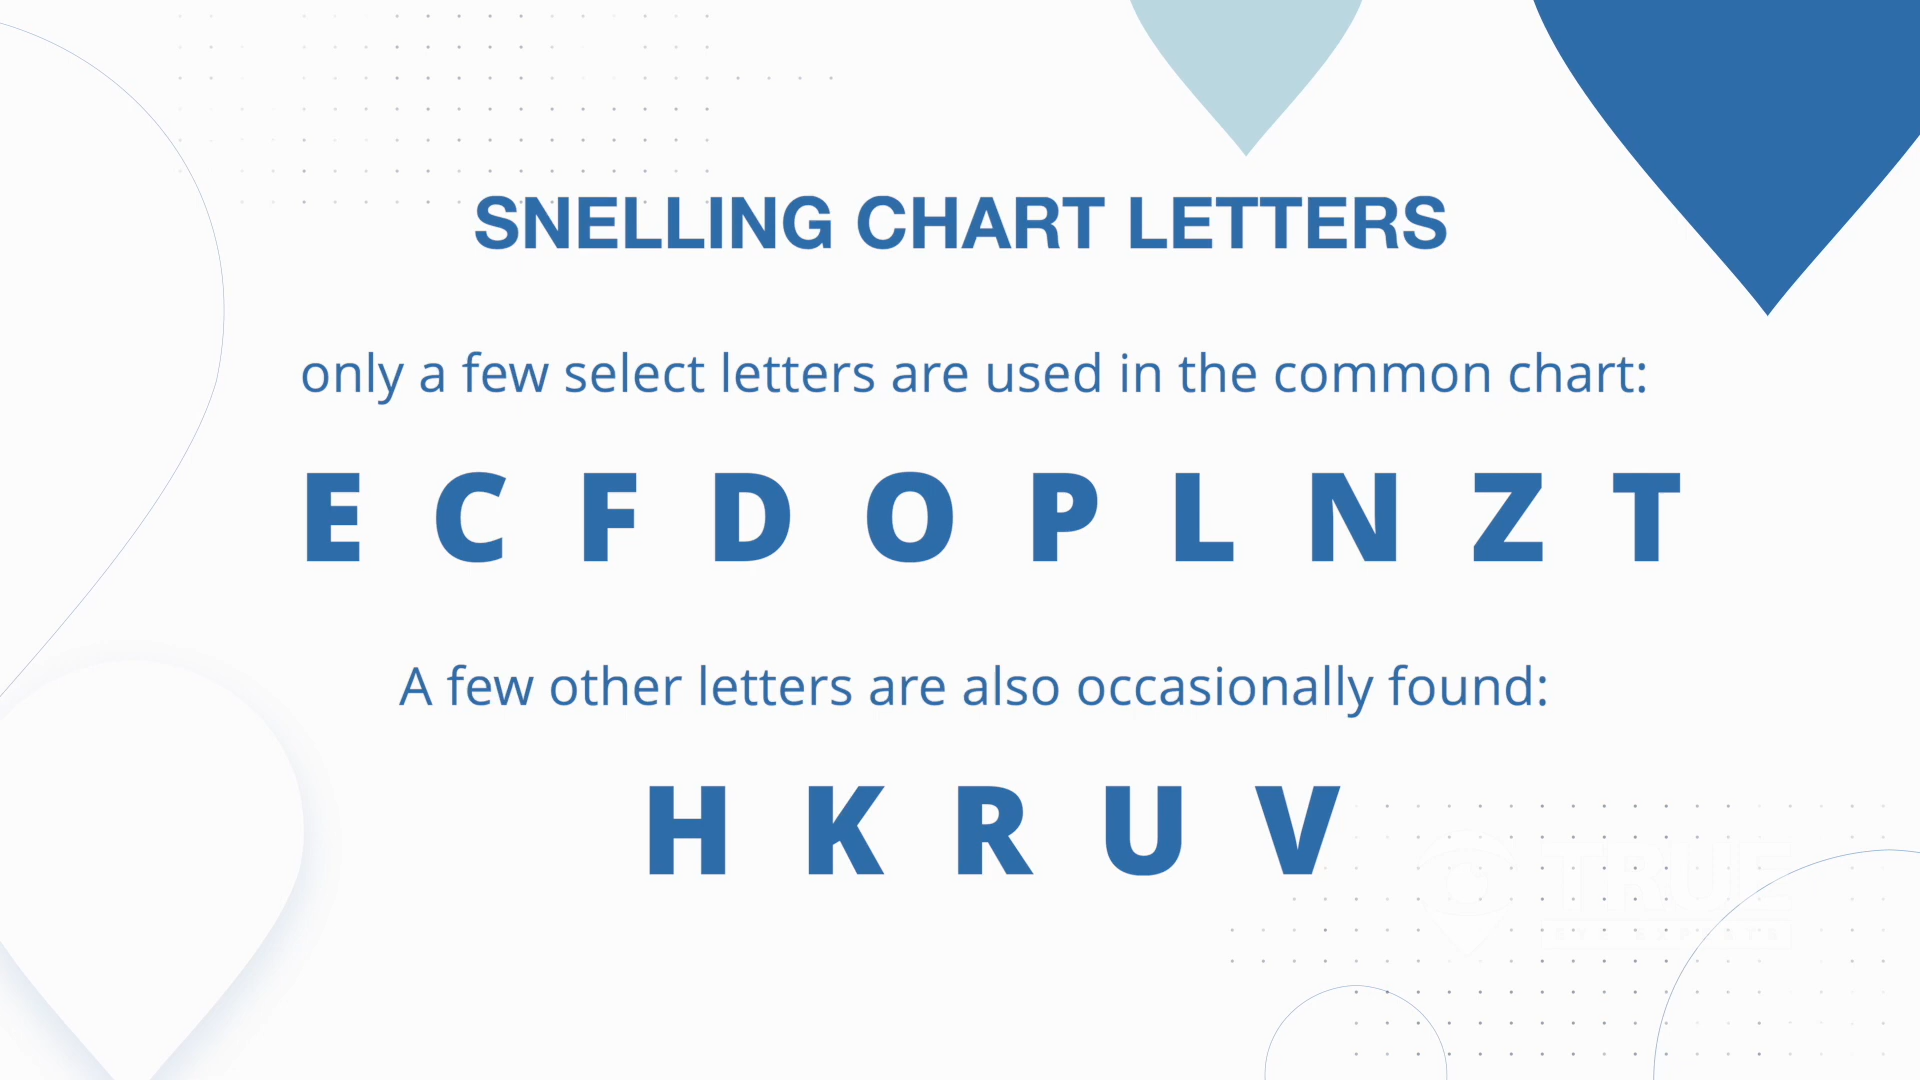 SNELLING CHART LETTERS
only a few select letters are used in the common chart:
E C F D O P L N Z T
A few other letters are also occasionally found:
H K R U V
TRUE